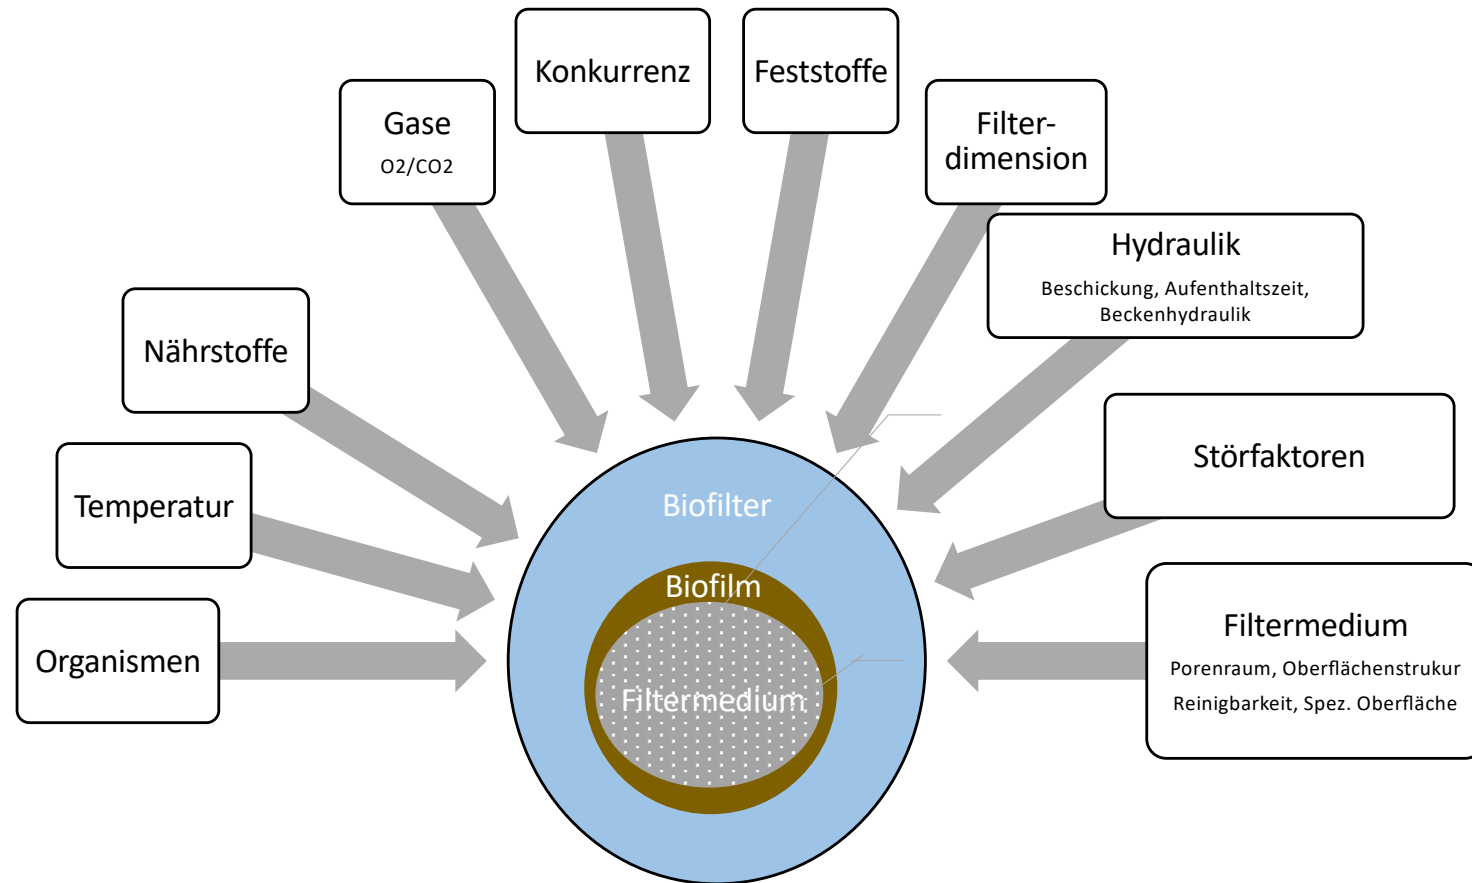 Konkurrenz
Feststoffe
Gase
O2/CO2
Filter-
dimension
Hydraulik
Beschickung, Aufenthaltszeit,
Beckenhydraulik
Nährstoffe
Störfaktoren
Temperatur
Biofilter
Biofilm
Organismen
Filtermedium
Filtermedium
Porenraum, Oberflächenstrukur
Reinigbarkeit, Spez. Oberfläche